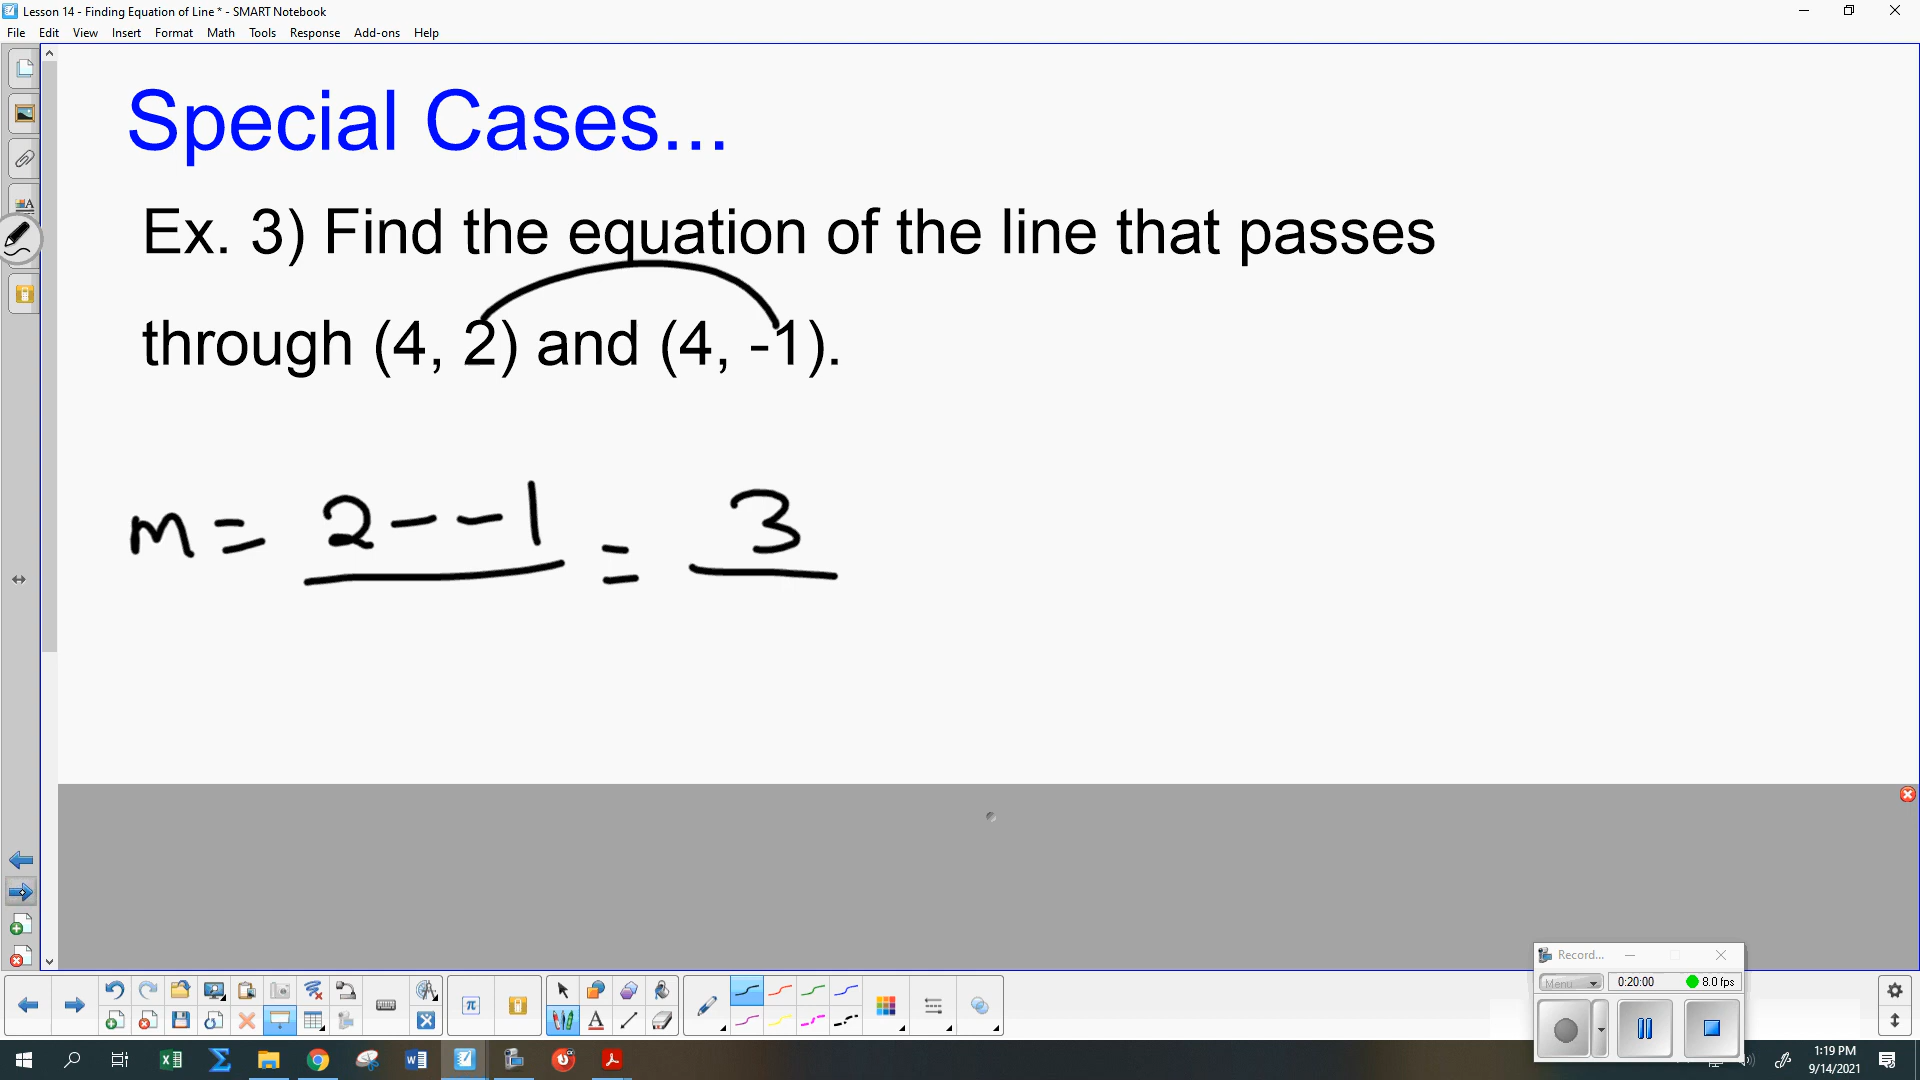 Lesson 14 - Finding Equation of Line * - SMART Notebook
File Edit View Insert Format Math Tools Response Add-ons Help
Special Cases...
Ex. 3) Find the equation of the line that passes
through (4, 2) and (4, -1).
m = 2 - -1 = 3
Record...
Menu 0:20:00 8.0 fps
1:19 PM
9/14/2021